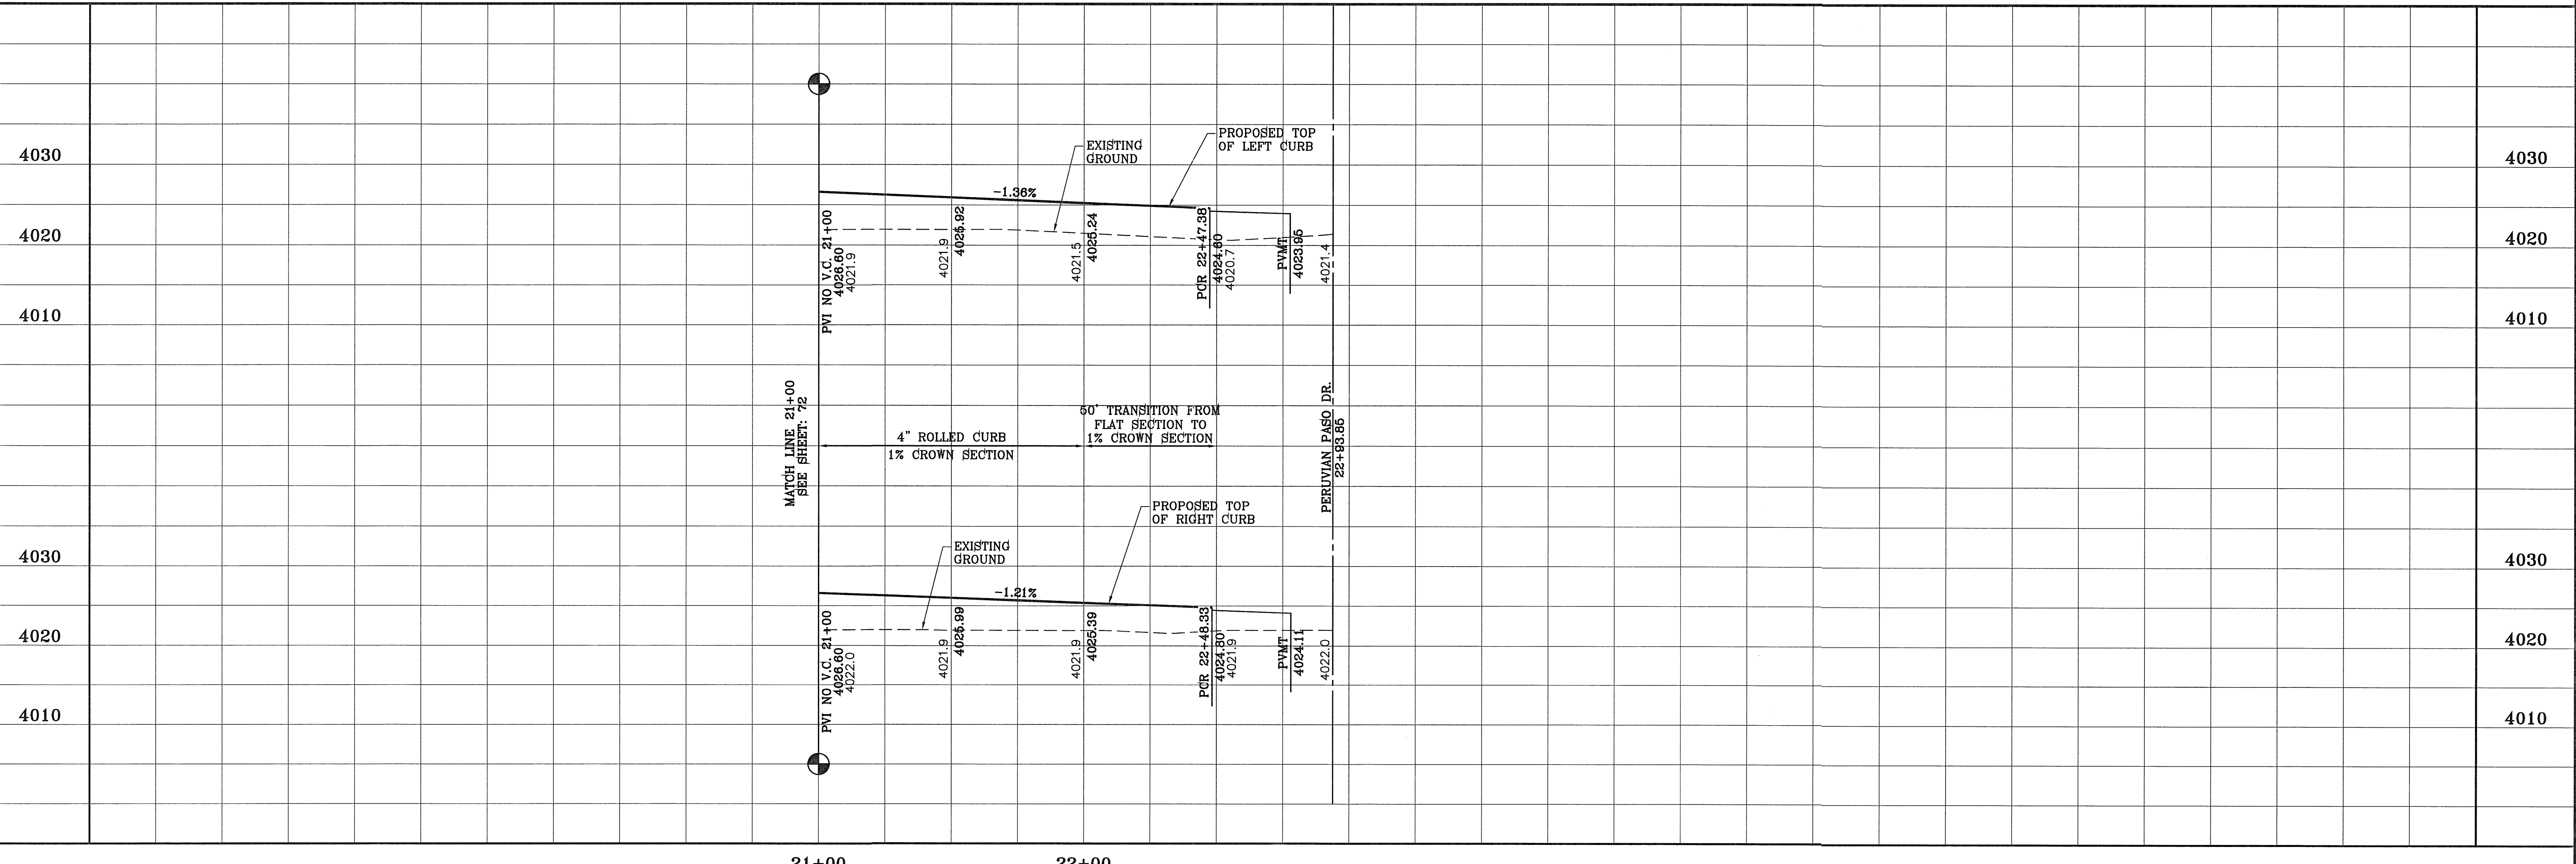 4030
4020
4010
4030
4020
4010
4030
4020
4010
4030
4020
4010
EXISTING
GROUND
PROPOSED TOP
OF LEFT CURB
-1.36%
PVI NO V.C. 21+00
4026.60
4021.9
4021.9
4025.92
4021.5
4025.24
PCR 22+47.38
4024.60
4020.7
PVMT
4023.95
4021.4
MATCH LINE 21+00
SEE SHEET: 72
4" ROLLED CURB
1% CROWN SECTION
50' TRANSITION FROM
FLAT SECTION TO
1% CROWN SECTION
PERUVIAN PASO DR.
22+93.85
PROPOSED TOP
OF RIGHT CURB
EXISTING
GROUND
-1.21%
PVI NO V.C. 21+00
4026.60
4022.0
4021.9
4025.99
4021.9
4025.39
PCR 22+48.33
4024.80
4021.9
PVMT
4024.11
4022.0
21+00
22+00